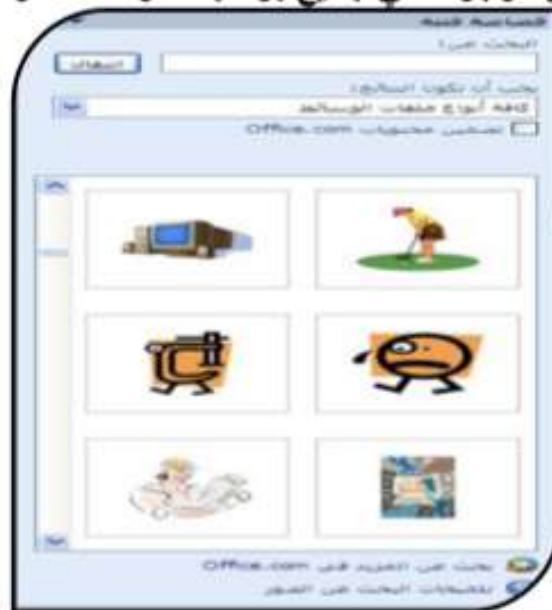 قصاصة فنية
البحث عن:
انتقال
يجب أن تكون النتائج:
كافة أنواع ملفات الوسائط
تضمين محتويات Office.com
بحث عن المزيد في Office.com
تلميحات البحث عن الصور